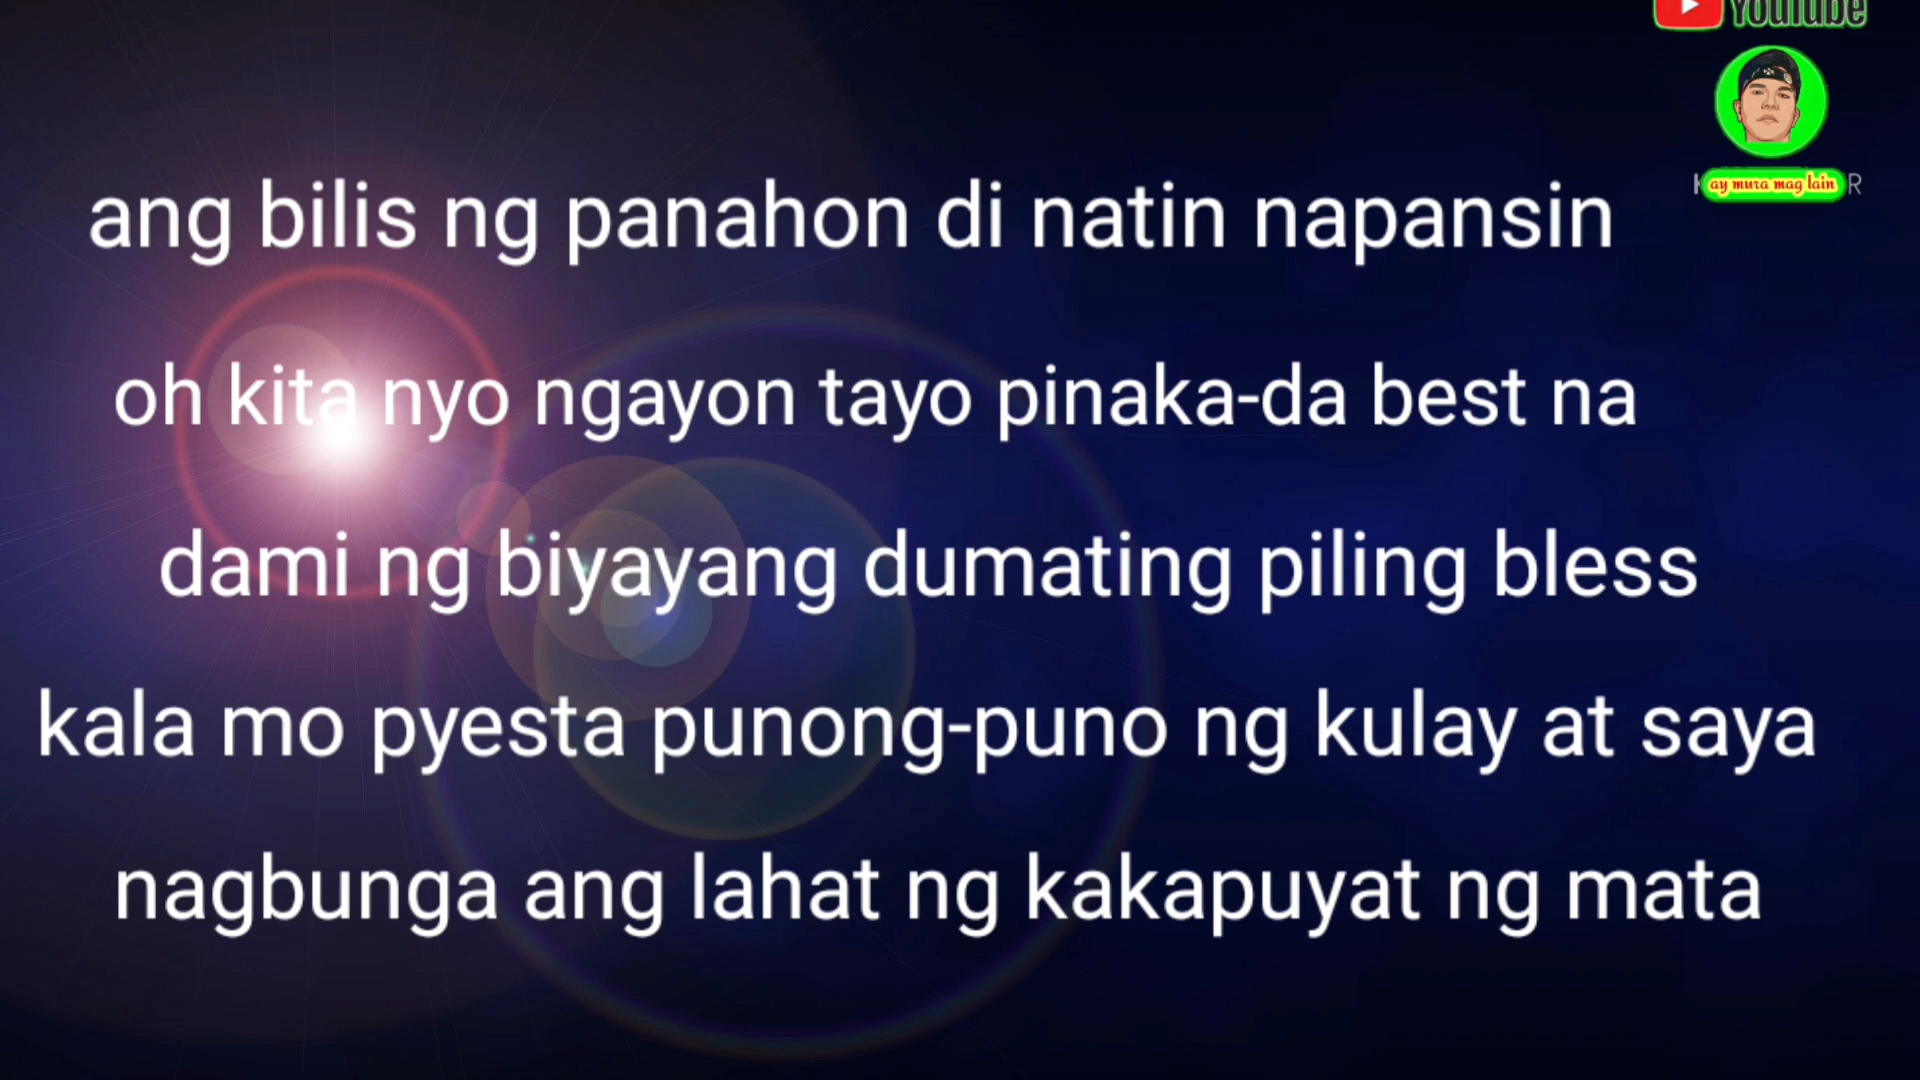 YouTube
ay mura mag lain
ang bilis ng panahon di natin napansin
oh kita nyo ngayon tayo pinaka-da best na
dami ng biyayang dumating piling bless
kala mo pyesta punong-puno ng kulay at saya
nagbunga ang lahat ng kakapuyat ng mata